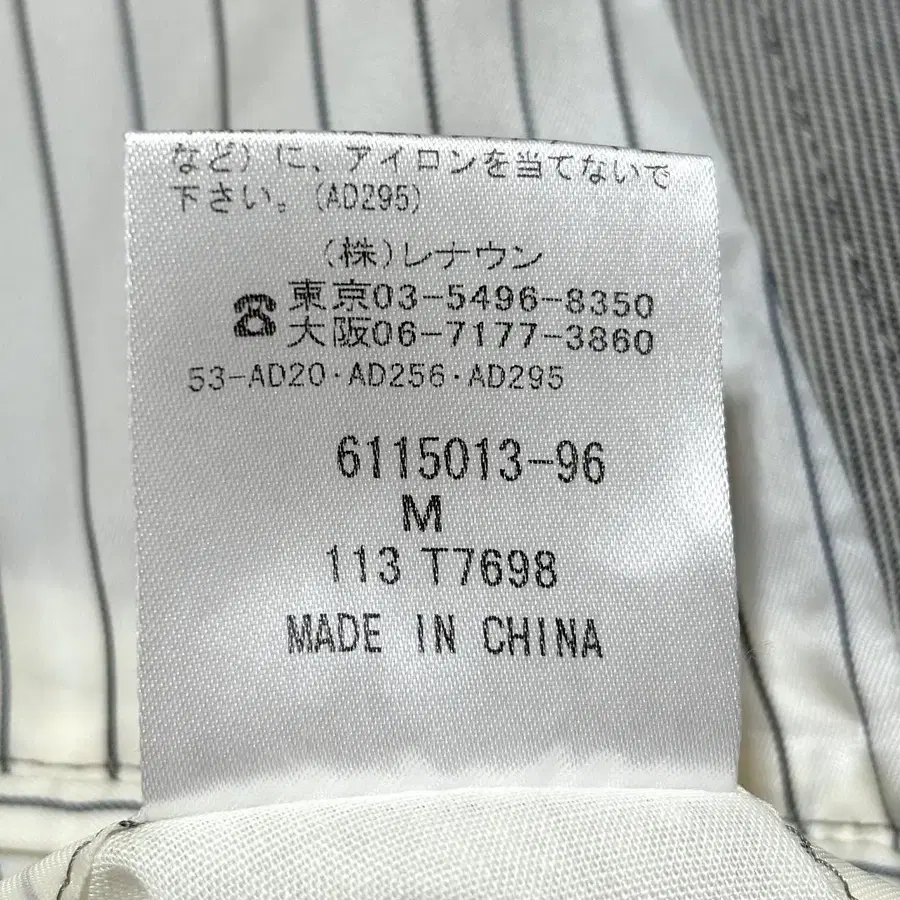 など）に、アイロンを当てないで
下さい。(AD295)
（株）レナウン
☎東京03-5496-8350
大阪06-7177-3860
53-AD20・AD256・AD295
6115013-96
M
113 T7698
MADE IN CHINA